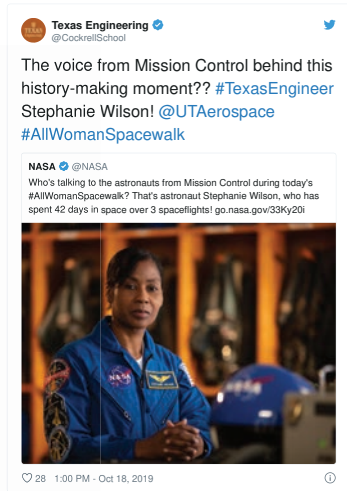 Texas Engineering
@CockrellSchool
The voice from Mission Control behind this
history-making moment?? #TexasEngineer
Stephanie Wilson! @UTAerospace
#AllWomanSpacewalk
NASA @NASA
Who's talking to the astronauts from Mission Control during today's
#AllWomanSpacewalk? That's astronaut Stephanie Wilson, who has
spent 42 days in space over 3 spaceflights! go.nasa.gov/33Ky20i
NASA
28 1:00 PM - Oct 18, 2019